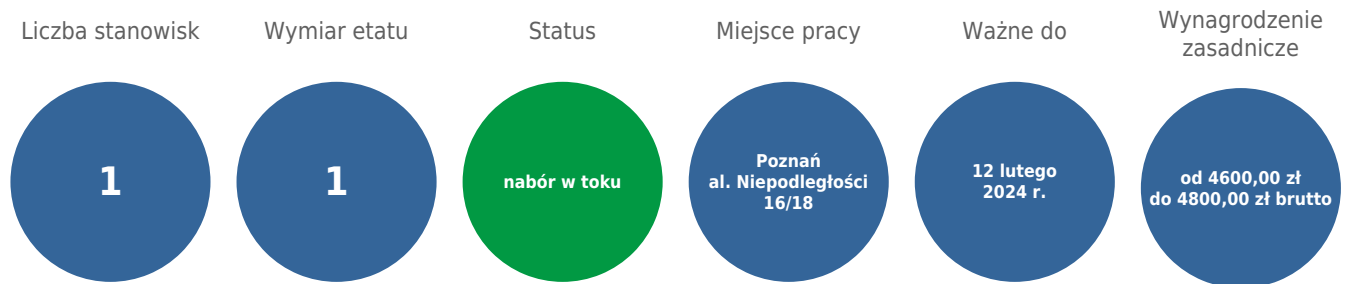 Liczba stanowisk
1
Wymiar etatu
1
Status
nabór w toku
Miejsce pracy
Poznań
al. Niepodległości
16/18
Ważne do
12 lutego
2024 r.
Wynagrodzenie
zasadnicze
od 4600,00 zł
do 4800,00 zł brutto